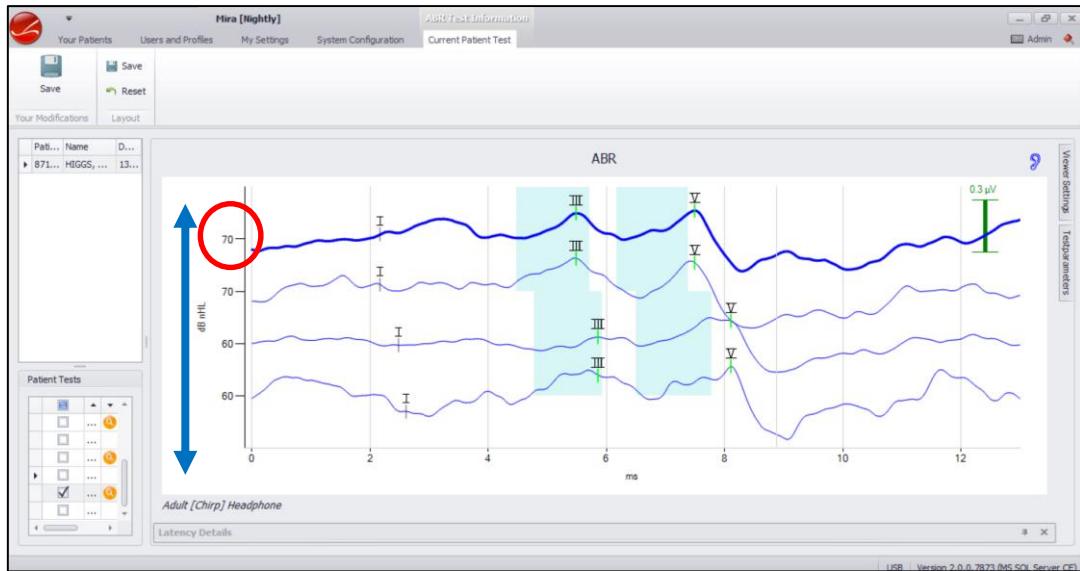 Mira [Nightly]
ABR Test Information
Your Patients
Users and Profiles
My Settings
System Configuration
Current Patient Test
Admin
Save
Save
Reset
Your Modifications
Layout
Pati... Name D...
871... HIGGS, ... 13...
ABR
Viewer Settings
Testparameters
0.3 µV
I III V
70
I III V
70
dB nHL
I III V
60
I III V
60
0 2 4 6 8 10 12
ms
Patient Tests
...
...
...
...
...
...
Adult [Chirp] Headphone
Latency Details
USB Version 2.0.0.7873 (MS SQL Server CE)